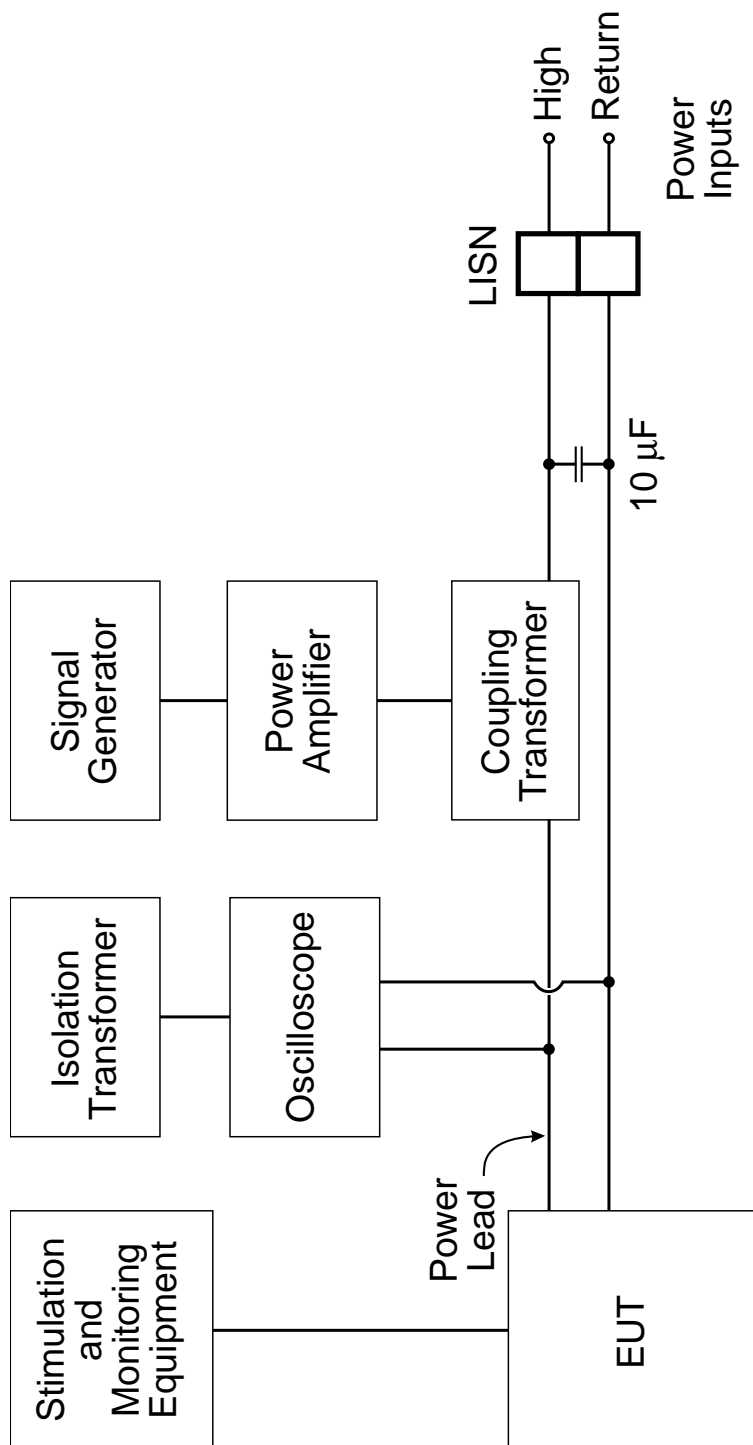 Stimulation
and
Monitoring
Equipment
Isolation
Transformer
Signal
Generator
Oscilloscope
Power
Amplifier
Coupling
Transformer
Power
Lead
LISN
High
Return
10 μF
Power
Inputs
EUT